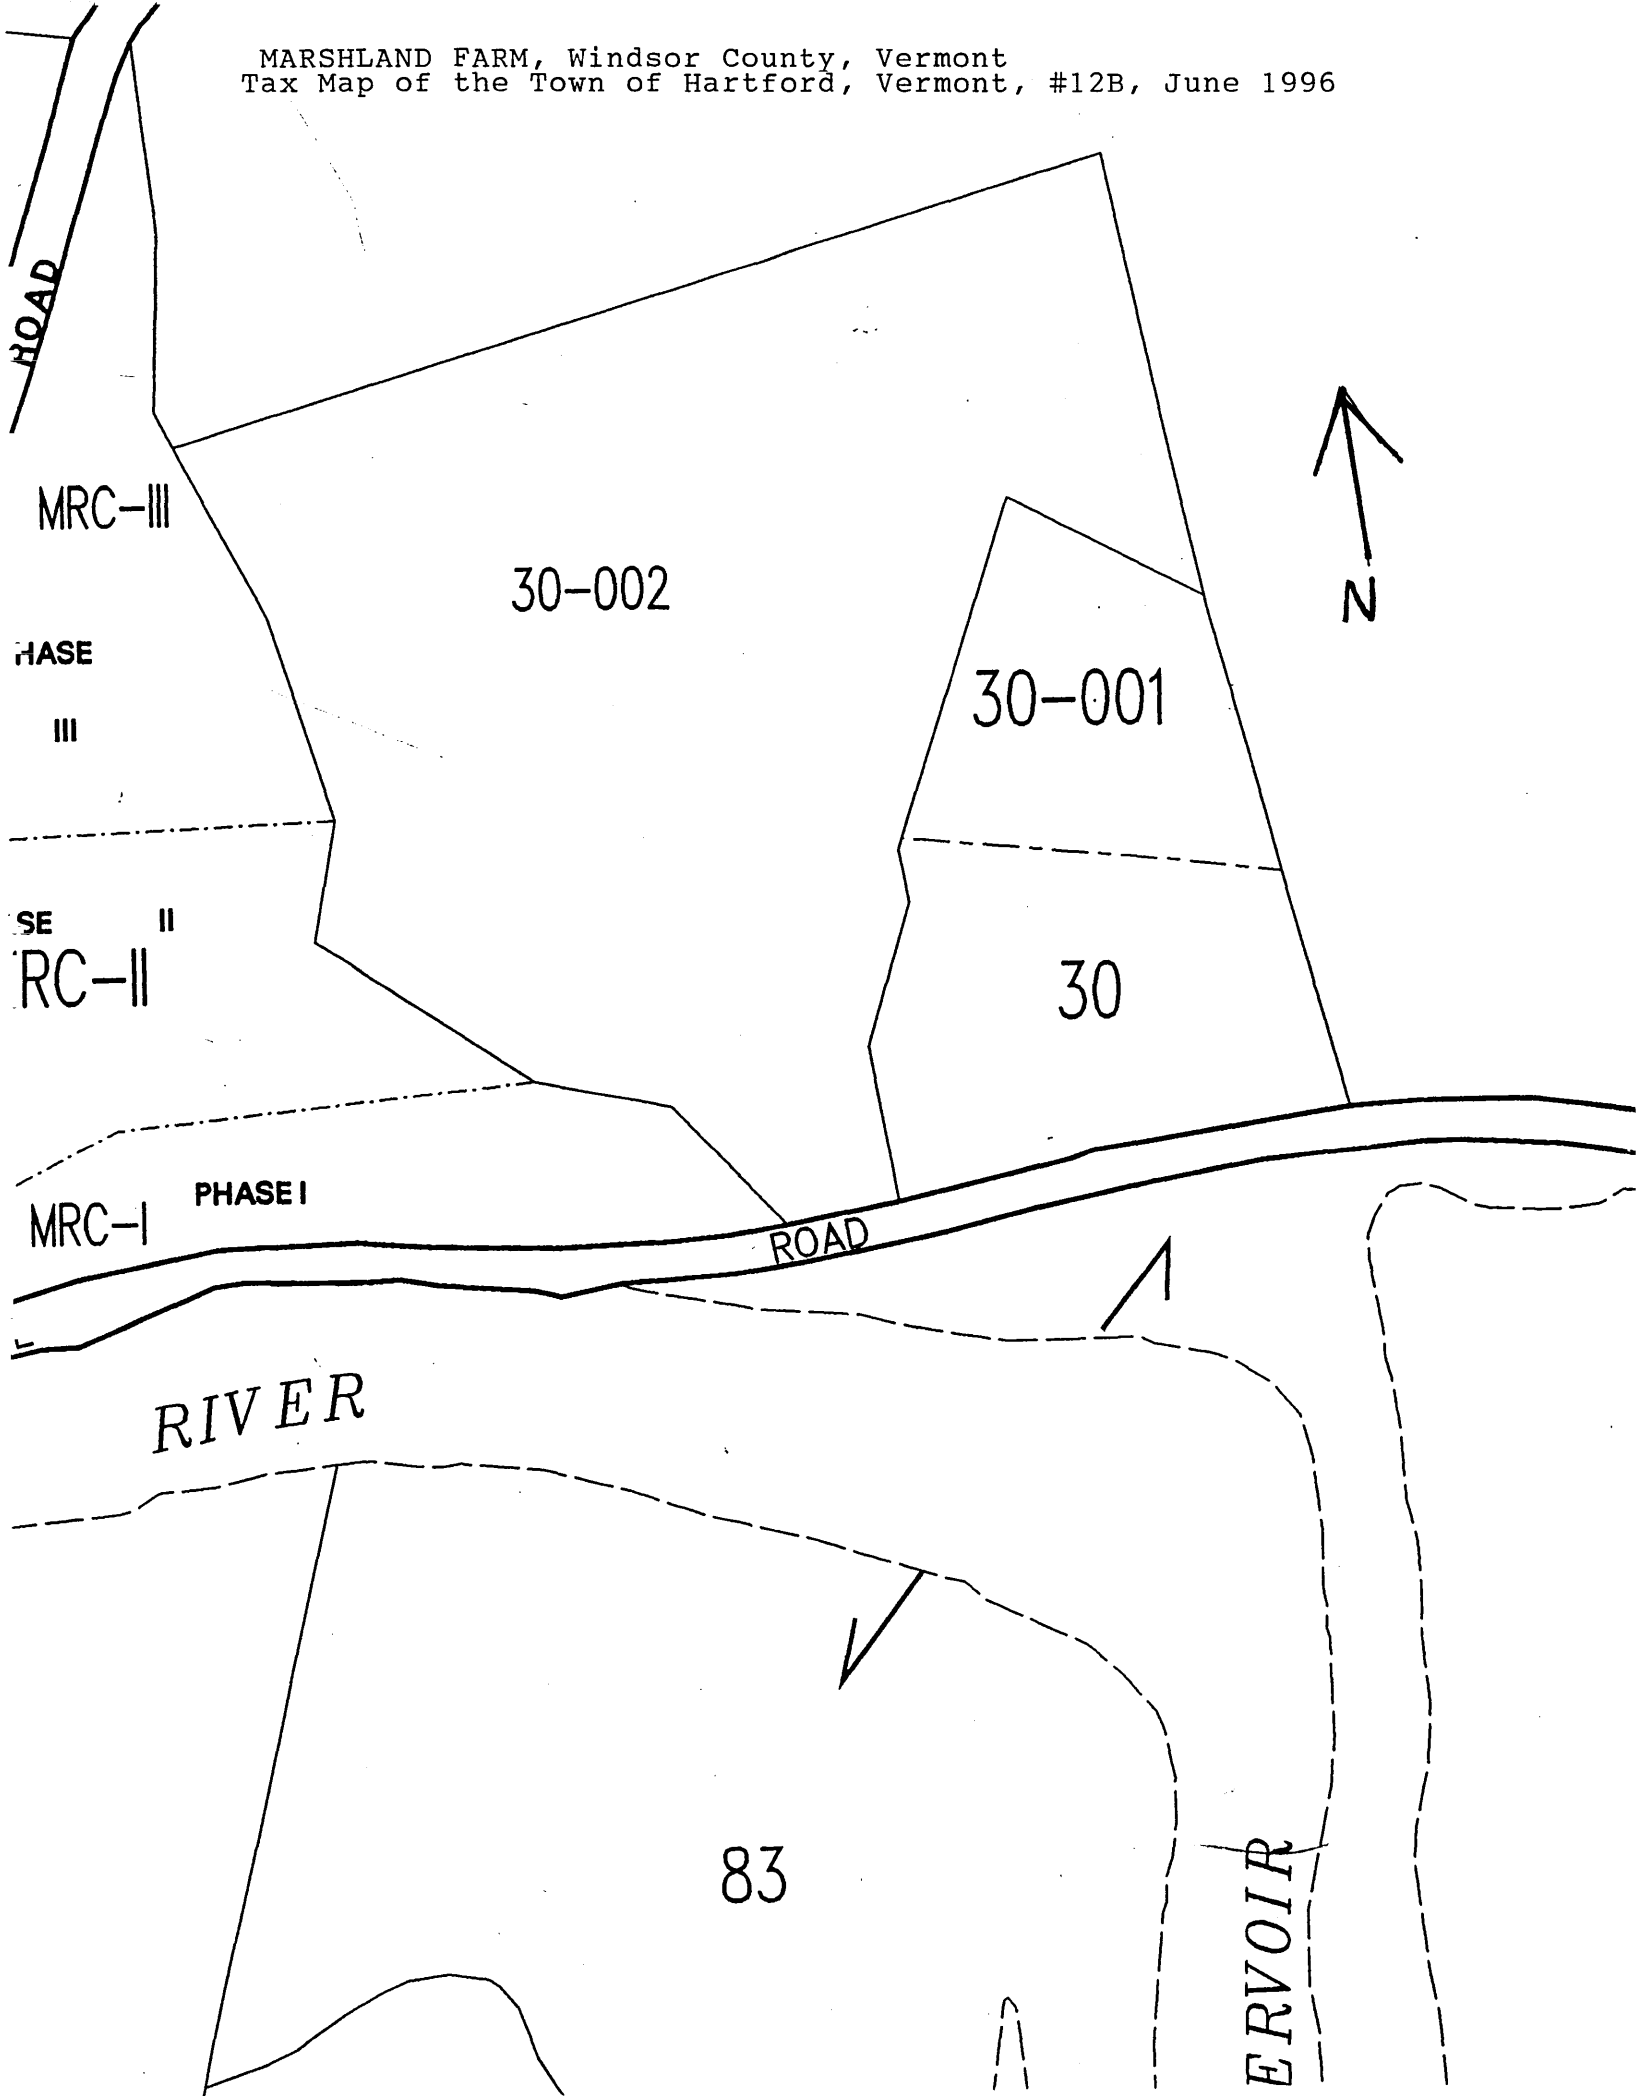 MARSHLAND FARM, Windsor County, Vermont
Tax Map of the Town of Hartford, Vermont, #12B, June 1996
ROAD
MRC-III
30-002
N
30-001
HASE
III
SE II
RC-II
30
PHASE I
MRC-I
ROAD
RIVER
83
ERVOIR